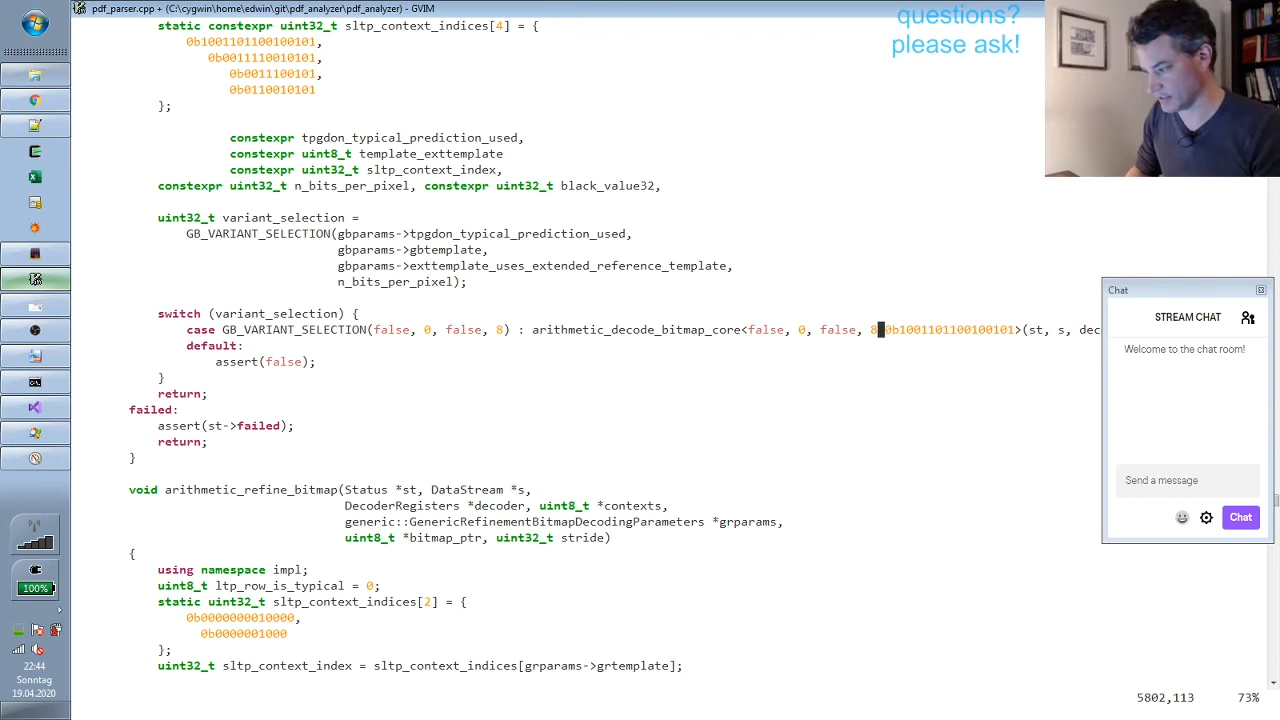 pdf_parser.cpp + (C:\cygwin\home\edwin\git\pdf_analyzer\pdf_analyzer) - GVIM
static constexpr uint32_t sltp_context_indices[4] = {
0b1001101100100101,
0b0011110010101,
0b0011100101,
0b0110010101
};
constexpr tpgdon_typical_prediction_used,
constexpr uint8_t template_exttemplate
constexpr uint32_t sltp_context_index,
constexpr uint32_t n_bits_per_pixel, constexpr uint32_t black_value32,
uint32_t variant_selection =
GB_VARIANT_SELECTION(gbparams->tpgdon_typical_prediction_used,
gbparams->gbtemplate,
gbparams->exttemplate_uses_extended_reference_template,
n_bits_per_pixel);
switch (variant_selection) {
case GB_VARIANT_SELECTION(false, 0, false, 8) : arithmetic_decode_bitmap_core<false, 0, false, 8 0b1001101100100101>(st, s, dec
default:
assert(false);
}
return;
failed:
assert(st->failed);
return;
}
void arithmetic_refine_bitmap(Status *st, DataStream *s,
DecoderRegisters *decoder, uint8_t *contexts,
generic::GenericRefinementBitmapDecodingParameters *grparams,
uint8_t *bitmap_ptr, uint32_t stride)
{
using namespace impl;
uint8_t ltp_row_is_typical = 0;
static uint32_t sltp_context_indices[2] = {
0b0000000010000,
0b0000001000
};
uint32_t sltp_context_index = sltp_context_indices[grparams->grtemplate];
5802,113 73%
questions?
please ask!
Chat
STREAM CHAT
Welcome to the chat room!
Send a message
Chat
100%
22:44
Sonntag
19.04.2020